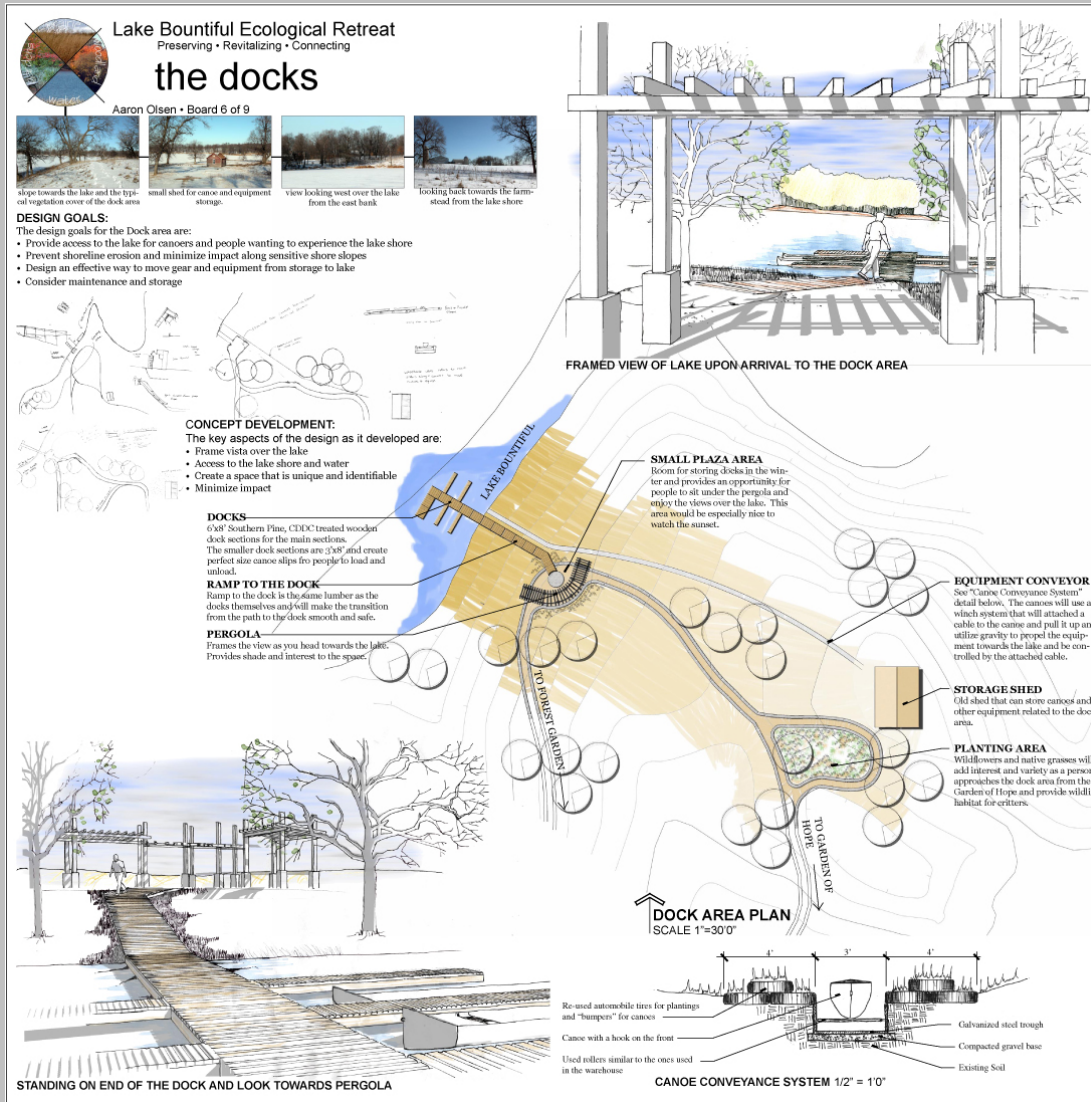 Lake Bountiful Ecological Retreat
Preserving • Revitalizing • Connecting
the docks
water
Aaron Olsen • Board 6 of 9
slope towards the lake and the typi-
cal vegetation cover of the dock area
small shed for canoe and equipment
storage.
view looking west over the lake
from the east bank
looking back towards the farm-
stead from the lake shore
DESIGN GOALS:
The design goals for the Dock area are:
• Provide access to the lake for canoers and people wanting to experience the lake shore
• Prevent shoreline erosion and minimize impact along sensitive shore slopes
• Design an effective way to move gear and equipment from storage to lake
• Consider maintenance and storage
FRAMED VIEW OF LAKE UPON ARRIVAL TO THE DOCK AREA
CONCEPT DEVELOPMENT:
The key aspects of the design as it developed are:
• Frame vista over the lake
• Access to the lake shore and water
• Create a space that is unique and identifiable
• Minimize impact
LAKE BOUNTIFUL
SMALL PLAZA AREA
Room for storing docks in the win-
ter and provides an opportunity for
people to sit under the pergola and
enjoy the views over the lake. This
area would be especially nice to
watch the sunset.
DOCKS
6'x8' Southern Pine, CDDC treated wooden
dock sections for the main sections.
The smaller dock sections are 3'x8' and create
perfect size canoe slips fro people to load and
unload.
RAMP TO THE DOCK
Ramp to the dock is the same lumber as the
docks themselves and will make the transition
from the path to the dock smooth and safe.
PERGOLA
Frames the view as you head towards the lake.
Provides shade and interest to the space.
EQUIPMENT CONVEYOR
See "Canoe Conveyance System"
detail below. The canoes will use a
winch system that will attached a
cable to the canoe and pull it up an
utilize gravity to propel the equip-
ment towards the lake and be con-
trolled by the attached cable.
STORAGE SHED
Old shed that can store canoes and
other equipment related to the doc
area.
PLANTING AREA
Wildflowers and native grasses wil
add interest and variety as a person
approaches the dock area from the
Garden of Hope and provide wildli
habitat for critters.
TO FOREST GARDEN
TO GARDEN OF
HOPE
DOCK AREA PLAN
SCALE 1"=30'0"
4'
3'
4'
Re-used automobile tires for plantings
and "bumpers" for canoes
Canoe with a hook on the front
Used rollers similar to the ones used
in the warehouse
Galvanized steel trough
Compacted gravel base
Existing Soil
CANOE CONVEYANCE SYSTEM 1/2" = 1'0"
STANDING ON END OF THE DOCK AND LOOK TOWARDS PERGOLA